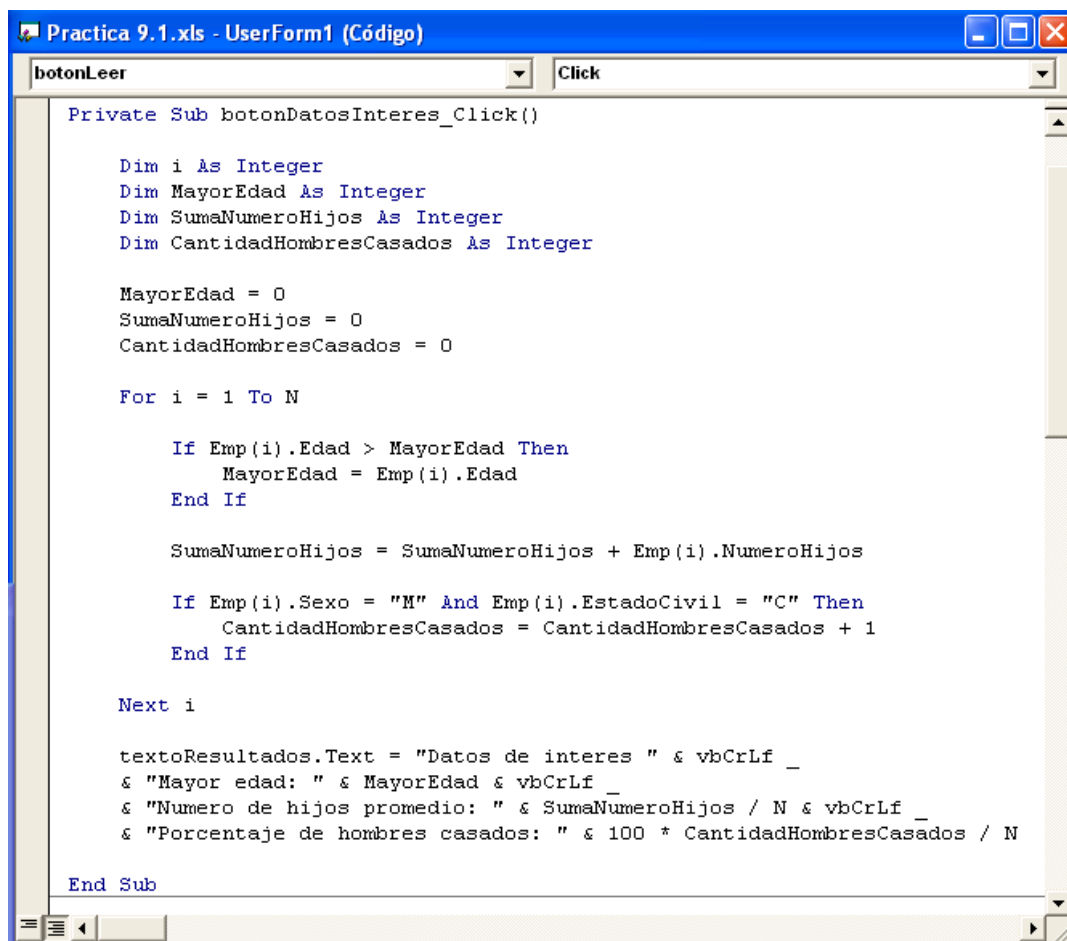 Practica 9.1.xls - UserForm1 (Código)
botonLeer Click
Private Sub botonDatosInteres_Click()
Dim i As Integer
Dim MayorEdad As Integer
Dim SumaNumeroHijos As Integer
Dim CantidadHombresCasados As Integer
MayorEdad = 0
SumaNumeroHijos = 0
CantidadHombresCasados = 0
For i = 1 To N
If Emp(i).Edad > MayorEdad Then
MayorEdad = Emp(i).Edad
End If
SumaNumeroHijos = SumaNumeroHijos + Emp(i).NumeroHijos
If Emp(i).Sexo = "M" And Emp(i).EstadoCivil = "C" Then
CantidadHombresCasados = CantidadHombresCasados + 1
End If
Next i
textoResultados.Text = "Datos de interes " & vbCrLf _
& "Mayor edad: " & MayorEdad & vbCrLf _
& "Numero de hijos promedio: " & SumaNumeroHijos / N & vbCrLf _
& "Porcentaje de hombres casados: " & 100 * CantidadHombresCasados / N
End Sub